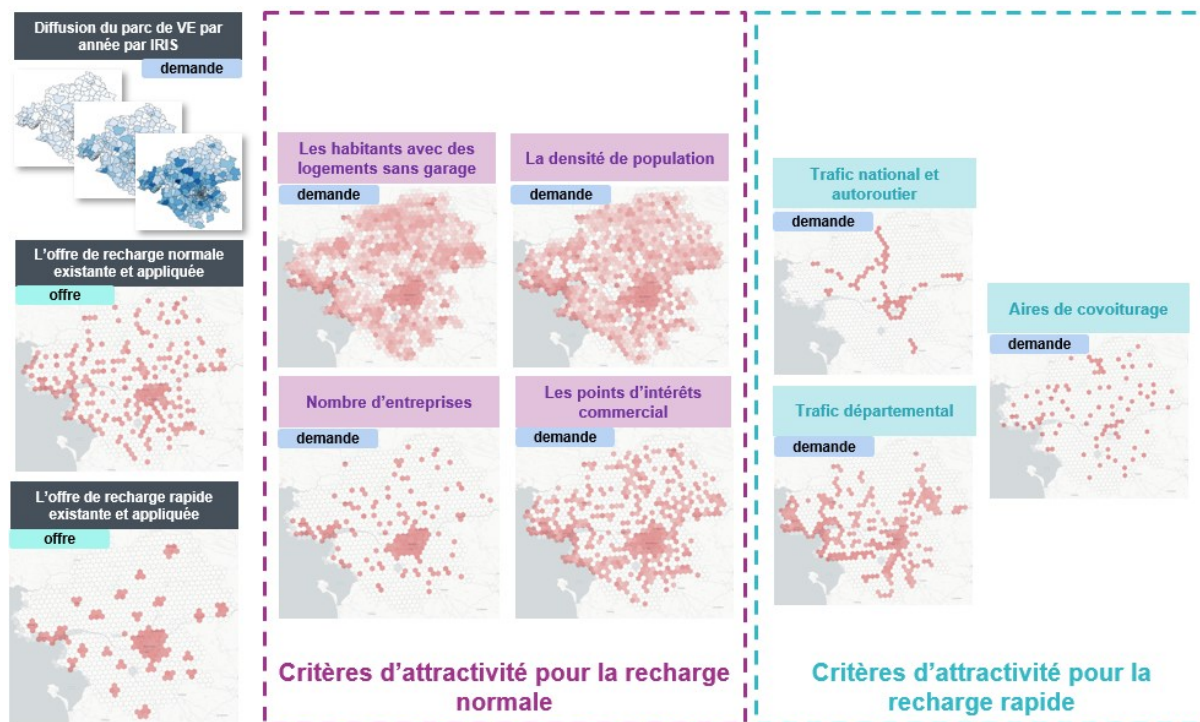 Diffusion du parc de VE par
année par IRIS
demande
L'offre de recharge normale
existante et appliquée
offre
L'offre de recharge rapide
existante et appliquée
offre
Les habitants avec des
logements sans garage
demande
La densité de population
demande
Nombre d'entreprises
demande
Les points d'intérêts
commercial
demande
Critères d'attractivité pour la recharge
normale
Trafic national et
autoroutier
demande
Aires de covoiturage
demande
Trafic départemental
demande
Critères d'attractivité pour la
recharge rapide